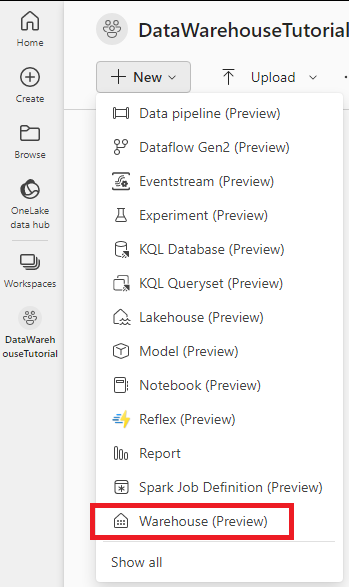 Home
Create
Browse
OneLake
data hub
Workspaces
DataWareh
ouseTutorial
DataWarehouseTutorial
New
Upload
Data pipeline (Preview)
Dataflow Gen2 (Preview)
Eventstream (Preview)
Experiment (Preview)
KQL Database (Preview)
KQL Queryset (Preview)
Lakehouse (Preview)
Model (Preview)
Notebook (Preview)
Reflex (Preview)
Report
Spark Job Definition (Preview)
Warehouse (Preview)
Show all